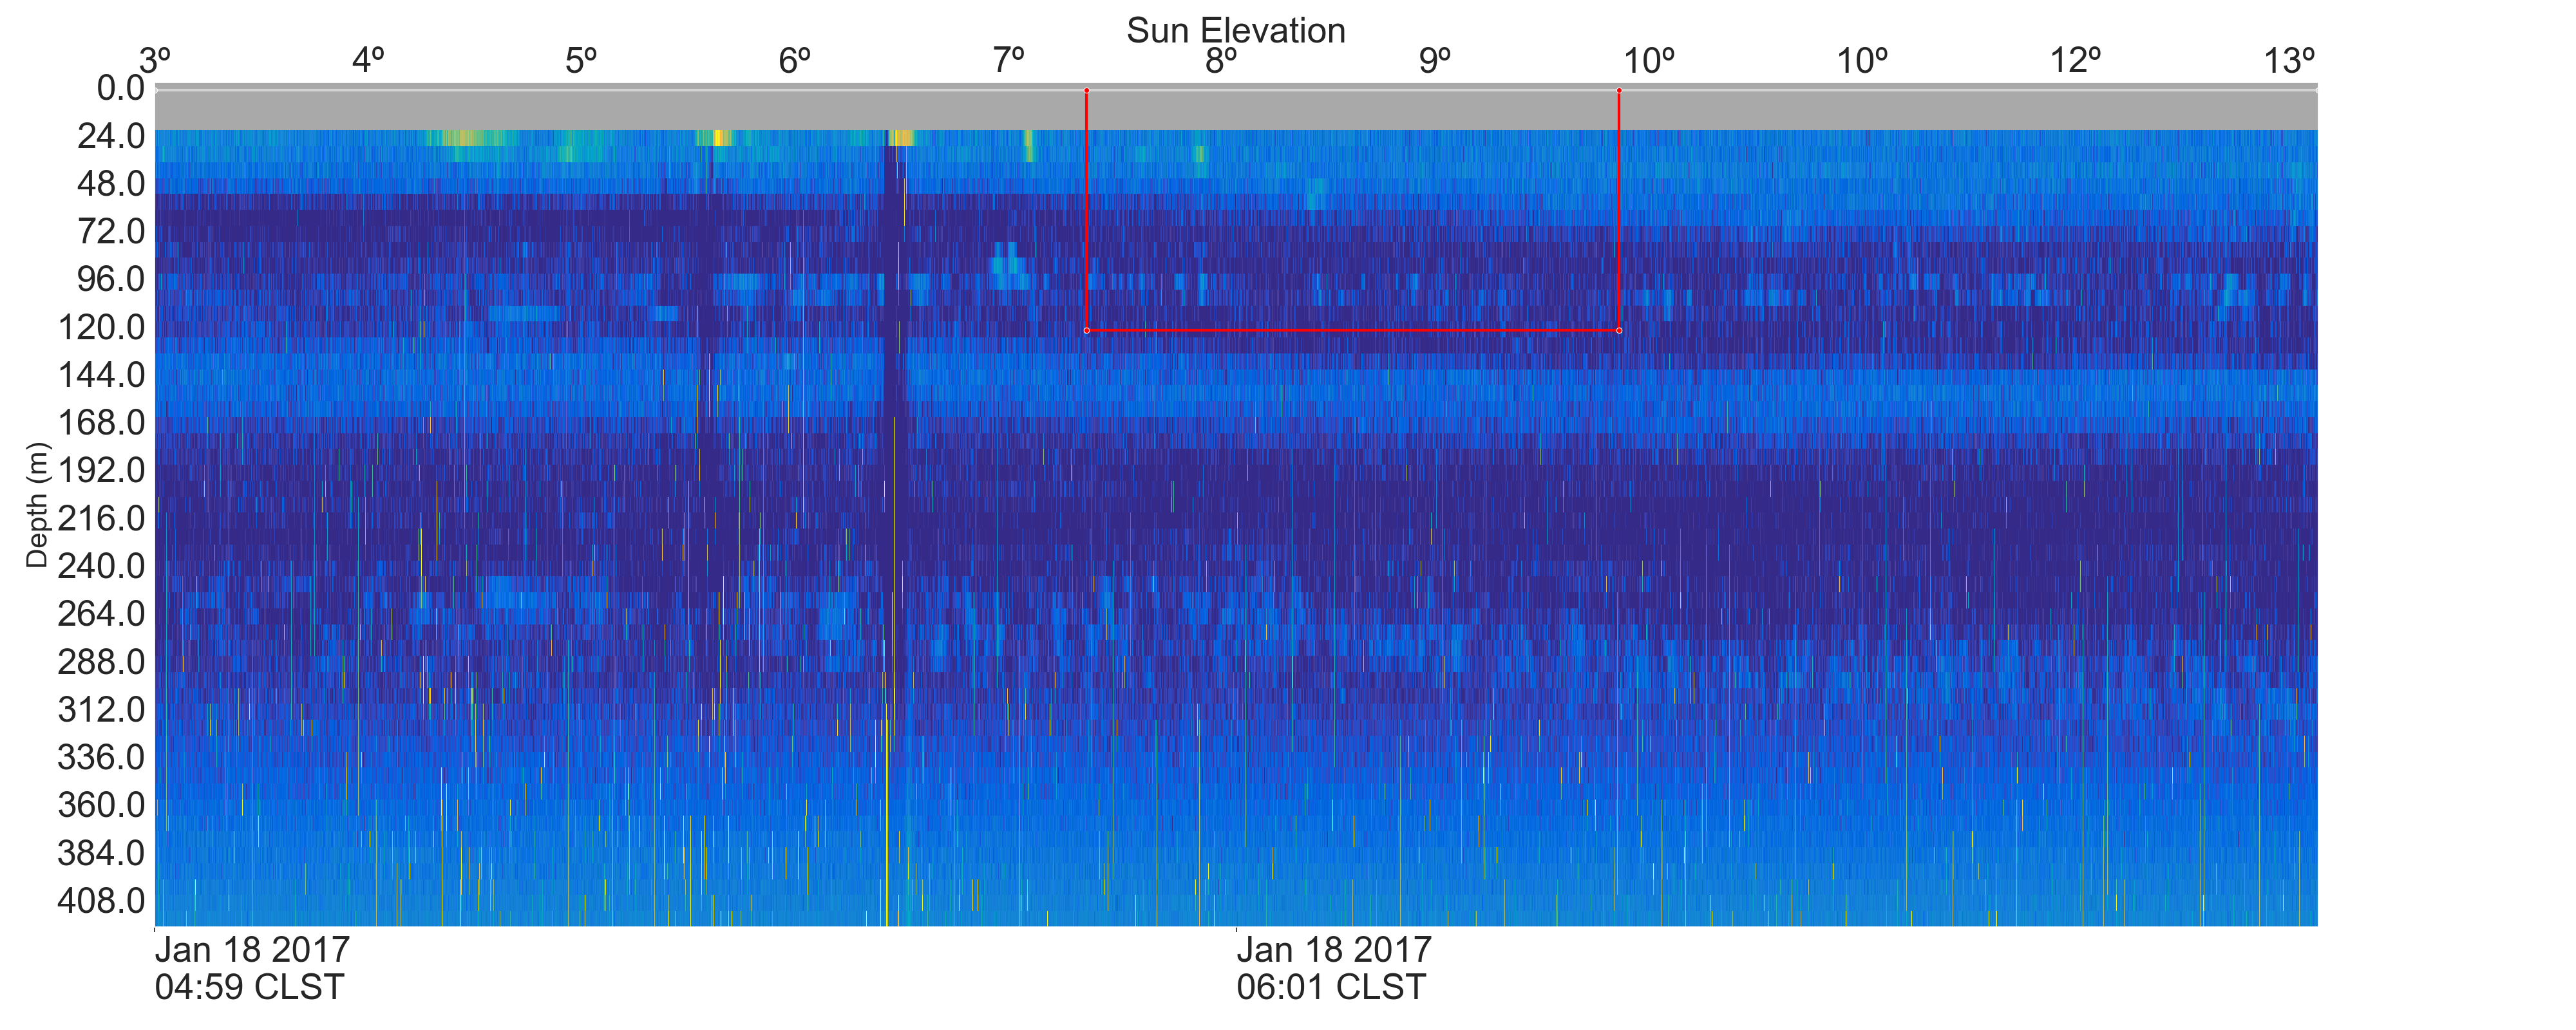 Sun Elevation
3º 4º 5º 6º 7º 8º 9º 10º 10º 12º 13º
0.0
24.0
48.0
72.0
96.0
120.0
144.0
168.0
192.0
216.0
240.0
264.0
288.0
312.0
336.0
360.0
384.0
408.0
Depth (m)
Jan 18 2017
04:59 CLST
Jan 18 2017
06:01 CLST